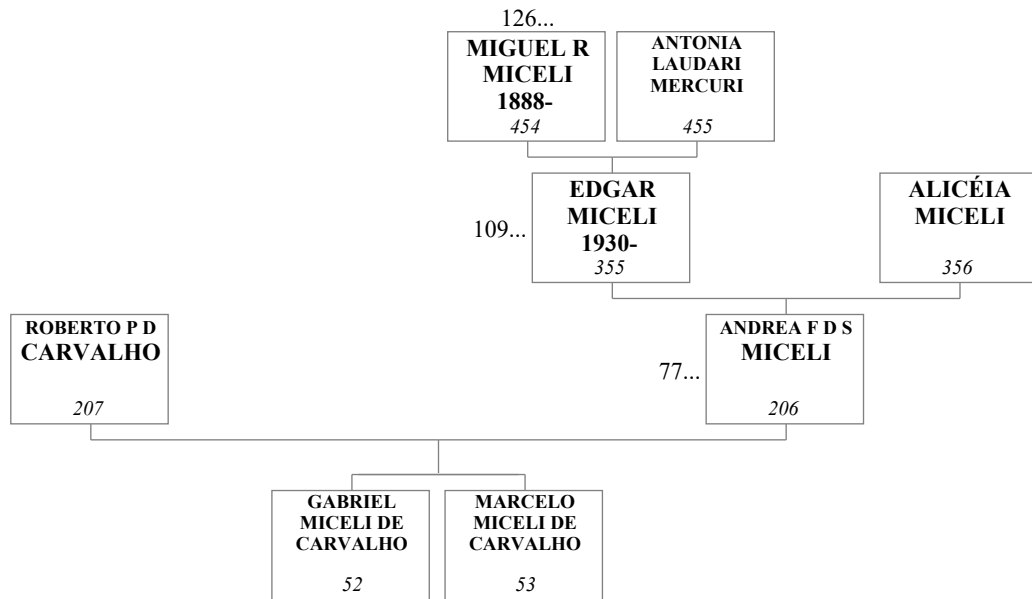 126...
MIGUEL R
MICELI
1888-
454
ANTONIA
LAUDARI
MERCURI
455
109...
EDGAR
MICELI
1930-
355
ALICÉIA
MICELI
356
ROBERTO P D
CARVALHO
207
77...
ANDREA F D S
MICELI
206
GABRIEL
MICELI DE
CARVALHO
52
MARCELO
MICELI DE
CARVALHO
53